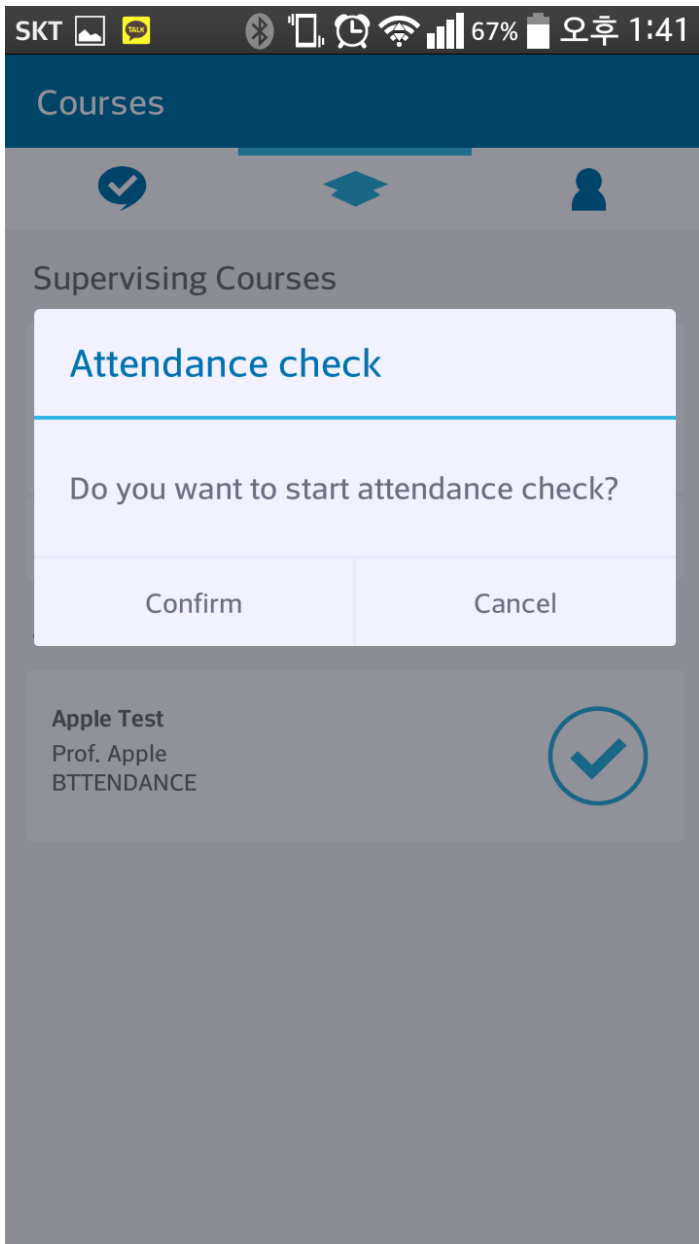 SKT TALK 67% 오후 1:41
Courses
Supervising Courses
Attendance check
Do you want to start attendance check?
Confirm Cancel
Apple Test
Prof. Apple
BTTENDANCE